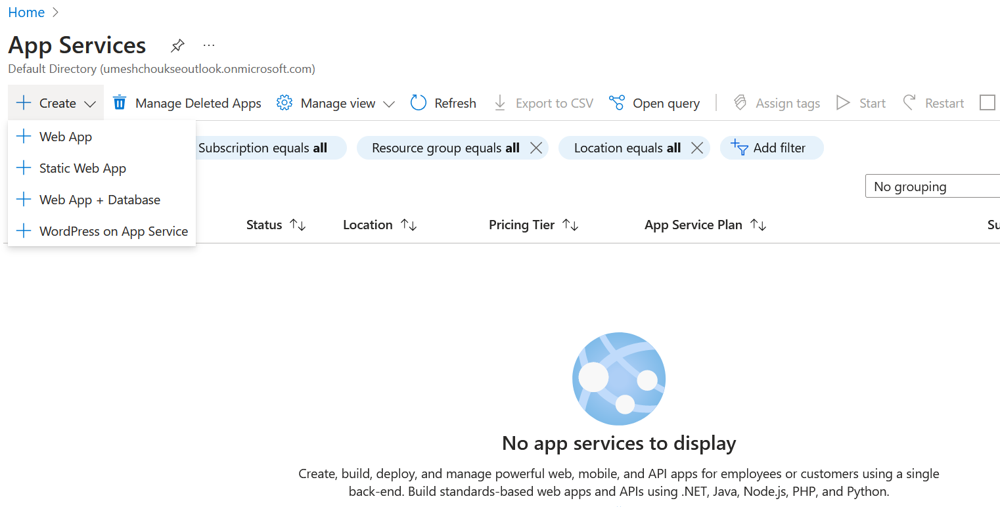 Home
App Services
...
Default Directory (umeshchoukseoutlook.onmicrosoft.com)
Create Manage Deleted Apps Manage view Refresh Export to CSV Open query Assign tags Start Restart
Web App
Static Web App
Web App + Database
WordPress on App Service
Subscription equals all Resource group equals all Location equals all Add filter
No grouping
Status Location Pricing Tier App Service Plan Su
No app services to display
Create, build, deploy, and manage powerful web, mobile, and API apps for employees or customers using a single
back-end. Build standards-based web apps and APIs using .NET, Java, Node.js, PHP, and Python.